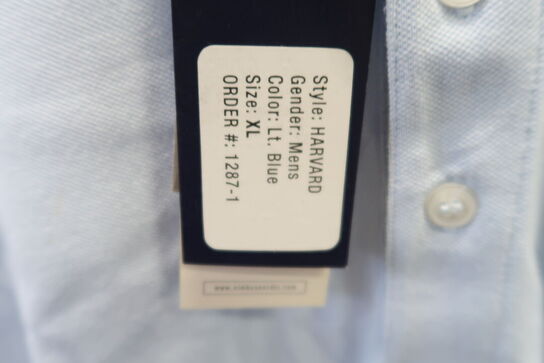 Style: HARVARD
Gender: Mens
Color: Lt. Blue
Size: XL
ORDER #: 1287-1